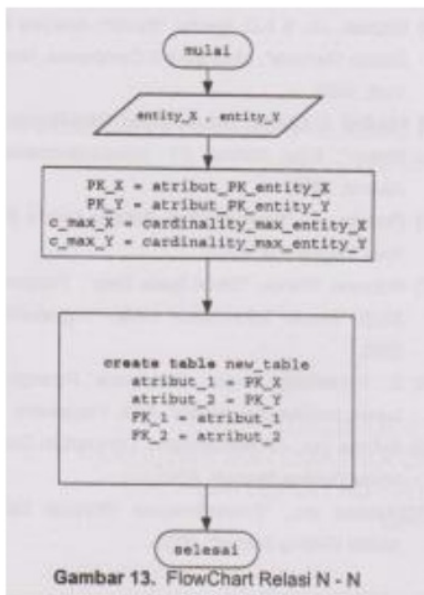 mulai
entity_X , entity_Y
PK_X = atribut_PK_entity_X
PK_Y = atribut_PK_entity_Y
c_max_X = cardinality_max_entity_X
c_max_Y = cardinality_max_entity_Y
create table new_table
atribut_1 = PK_X
atribut_2 = PK_Y
FK_1 = atribut_1
FK_2 = atribut_2
selesai
Gambar 13. FlowChart Relasi N - N